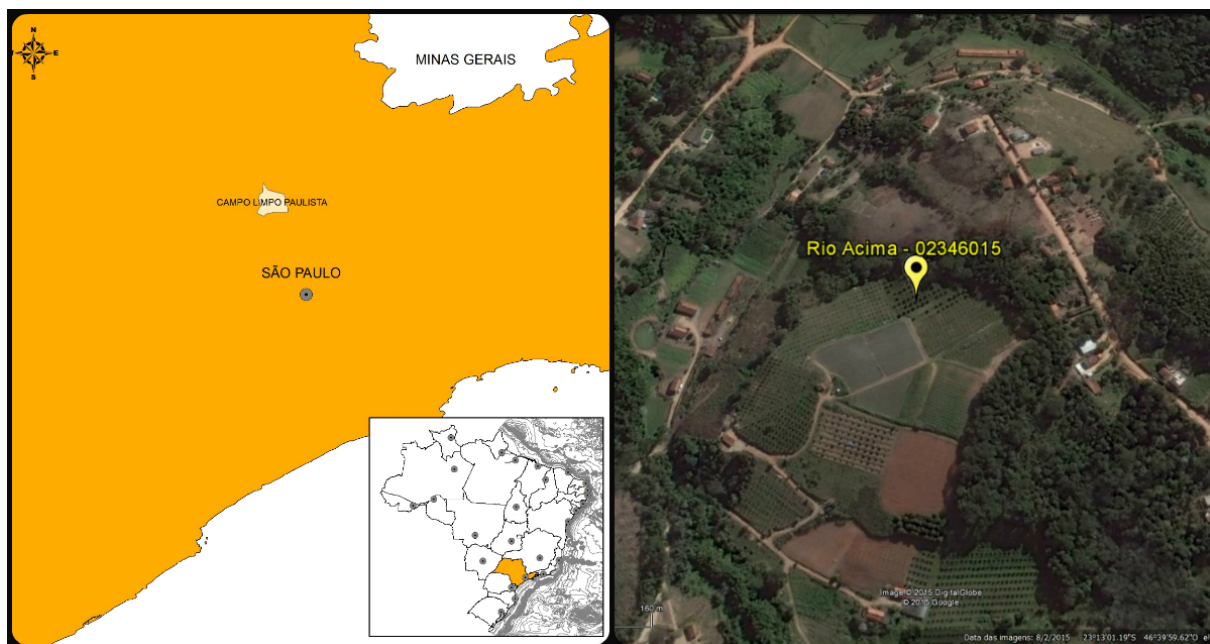 N
E
S
MINAS GERAIS
CAMPO LIMPO PAULISTA
SÃO PAULO
Rio Acima - 02346015
Image © 2015 DigitalGlobe
© 2015 Google
160 m
Data das imagens: 8/2/2015 23°13'01.19"S 46°39'59.62"O